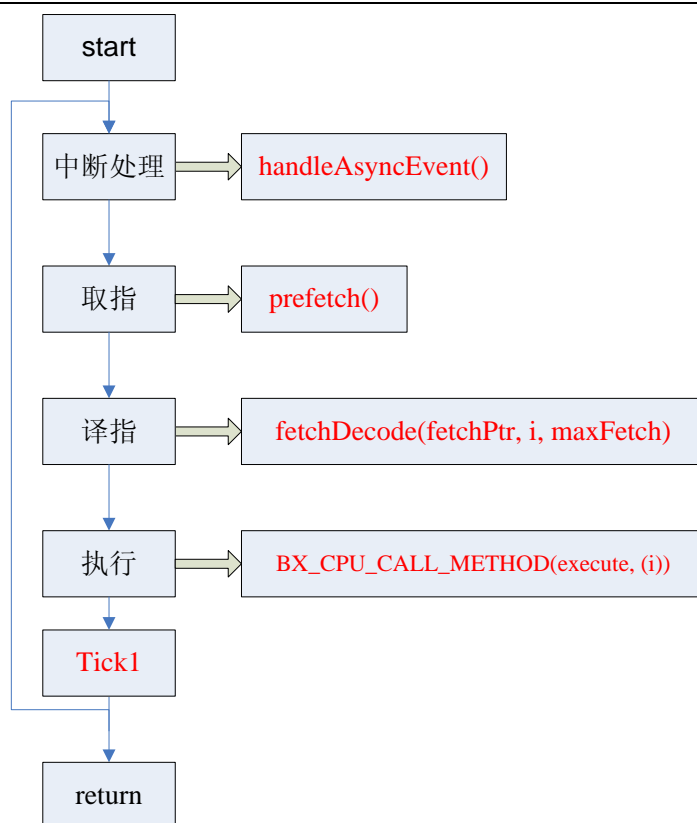 start
中断处理
handleAsyncEvent()
取指
prefetch()
译指
fetchDecode(fetchPtr, i, maxFetch)
执行
BX_CPU_CALL_METHOD(execute, (i))
Tick1
return